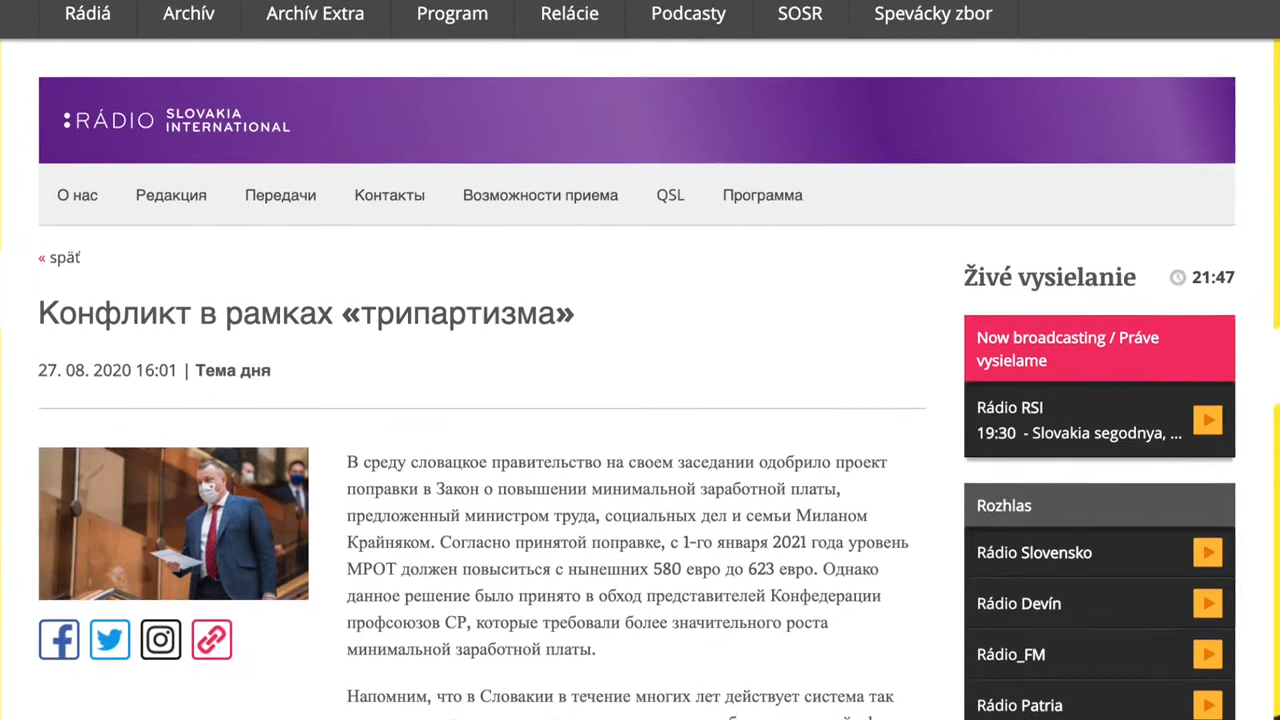 Rádiá Archív Archív Extra Program Relácie Podcasty SOSR Spevácky zbor
:RÁDIO SLOVAKIA
INTERNATIONAL
О нас Редакция Передачи Контакты Возможности приема QSL Программа
« späť
Конфликт в рамках «трипартизма»
27. 08. 2020 16:01 | Тема дня
В среду словацкое правительство на своем заседании одобрило проект
поправки в Закон о повышении минимальной заработной платы,
предложенный министром труда, социальных дел и семьи Миланом
Крайняком. Согласно принятой поправке, с 1-го января 2021 года уровень
МРОТ должен повыситься с нынешних 580 евро до 623 евро. Однако
данное решение было принято в обход представителей Конфедерации
профсоюзов СР, которые требовали более значительного роста
минимальной заработной платы.
Напомним, что в Словакии в течение многих лет действует система так
Živé vysielanie 21:47
Now broadcasting / Práve
vysielame
Rádio RSI
19:30 - Slovakia segodnya, ...
Rozhlas
Rádio Slovensko
Rádio Devín
Rádio_FM
Rádio Patria